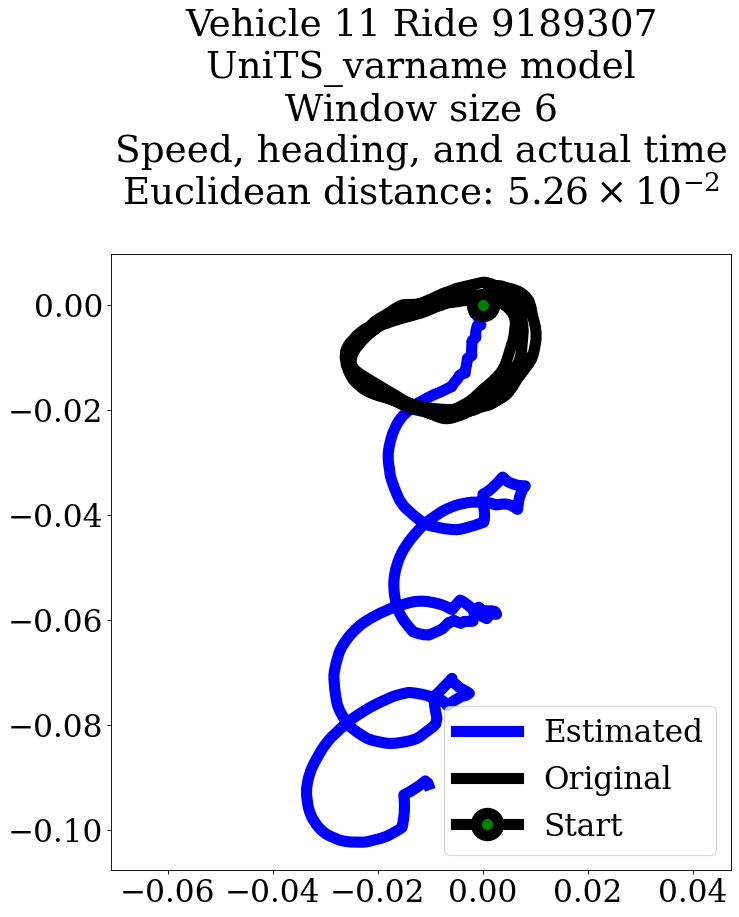 Vehicle 11 Ride 9189307
UniTS_varname model
Window size 6
Speed, heading, and actual time
Euclidean distance: 5.26 × 10⁻²
0.00
−0.02
−0.04
−0.06
−0.08
−0.10
Estimated
Original
Start
−0.06 −0.04 −0.02 0.00 0.02 0.04